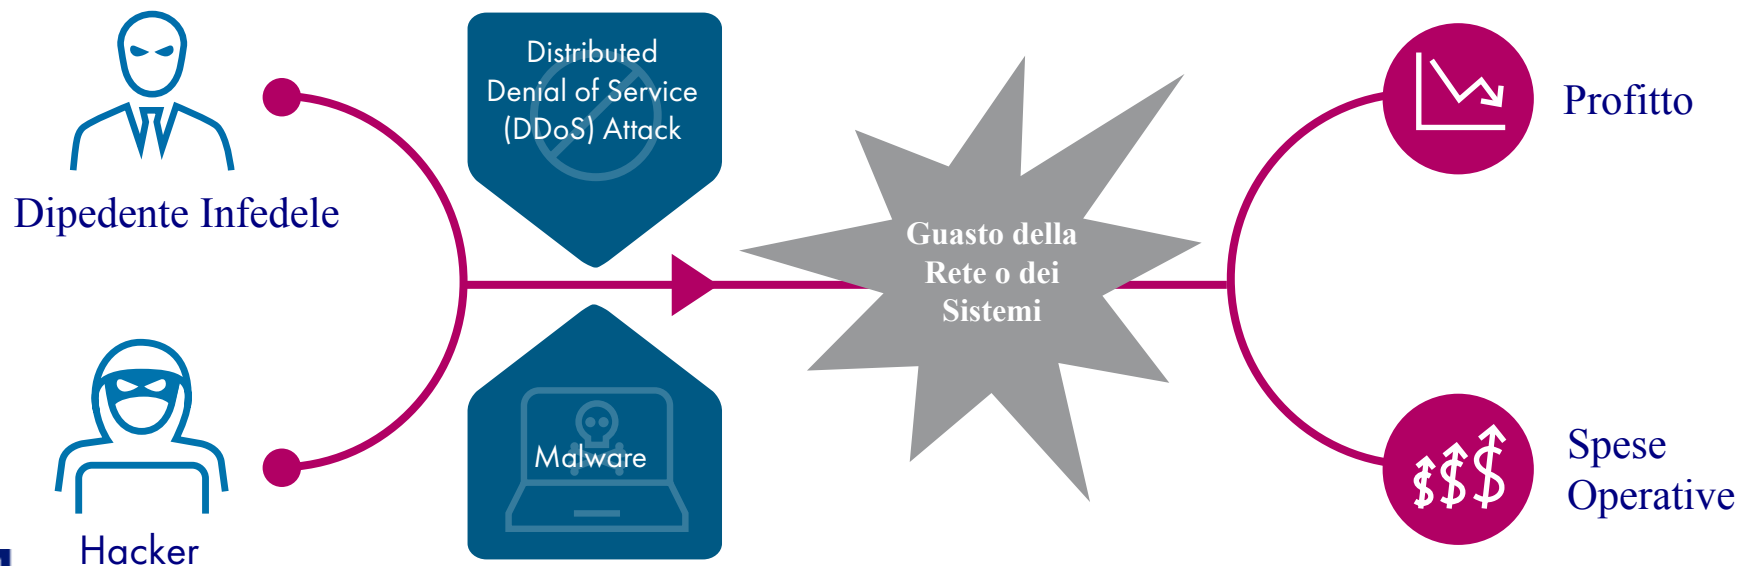 Dipedente Infedele
Hacker
Distributed
Denial of Service
(DDoS) Attack
Malware
Guasto della
Rete o dei
Sistemi
Profitto
Spese
Operative